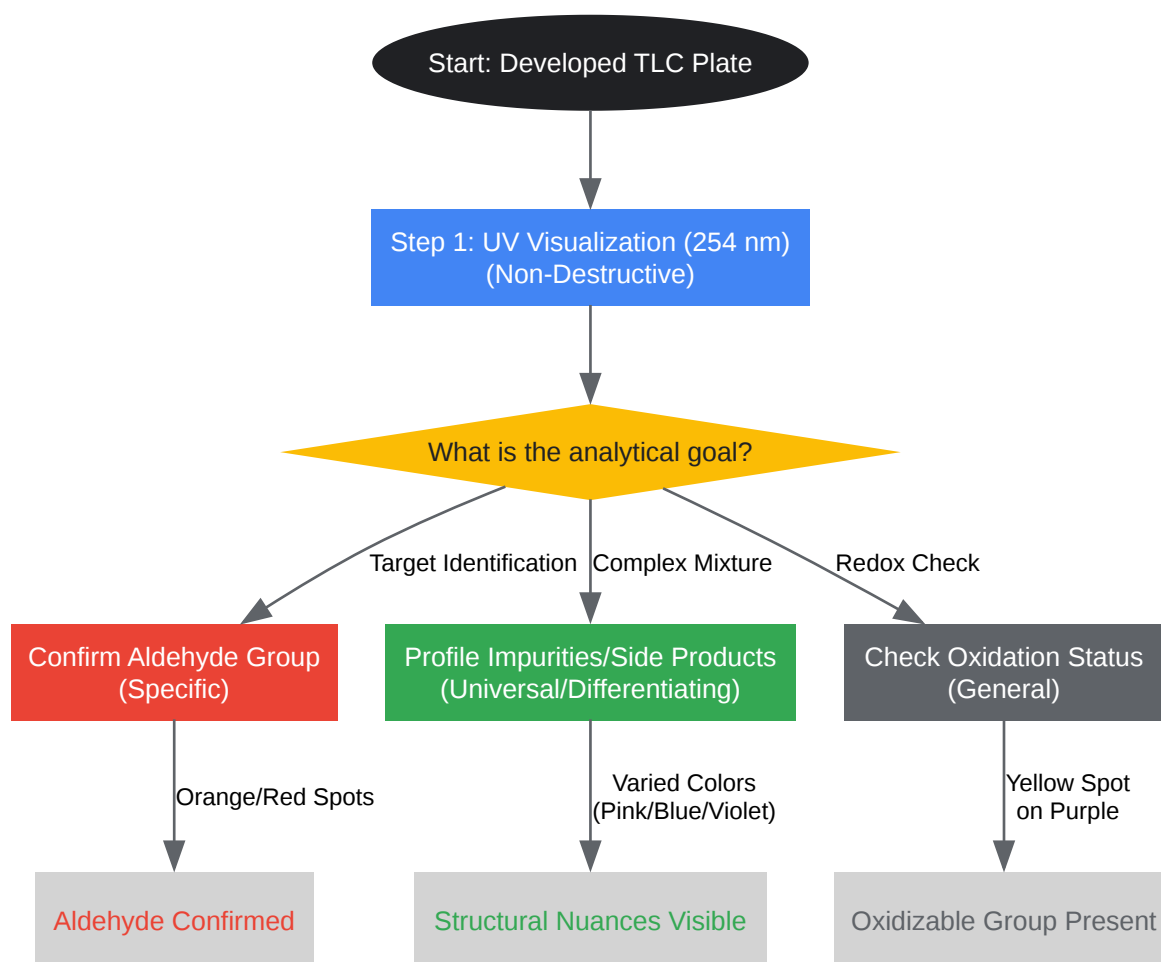 Start: Developed TLC Plate
Step 1: UV Visualization (254 nm)
(Non-Destructive)
What is the analytical goal?
Target Identification
Complex Mixture
Redox Check
Confirm Aldehyde Group
(Specific)
Profile Impurities/Side Products
(Universal/Differentiating)
Check Oxidation Status
(General)
Orange/Red Spots
Varied Colors
(Pink/Blue/Violet)
Yellow Spot
on Purple
Aldehyde Confirmed
Structural Nuances Visible
Oxidizable Group Present